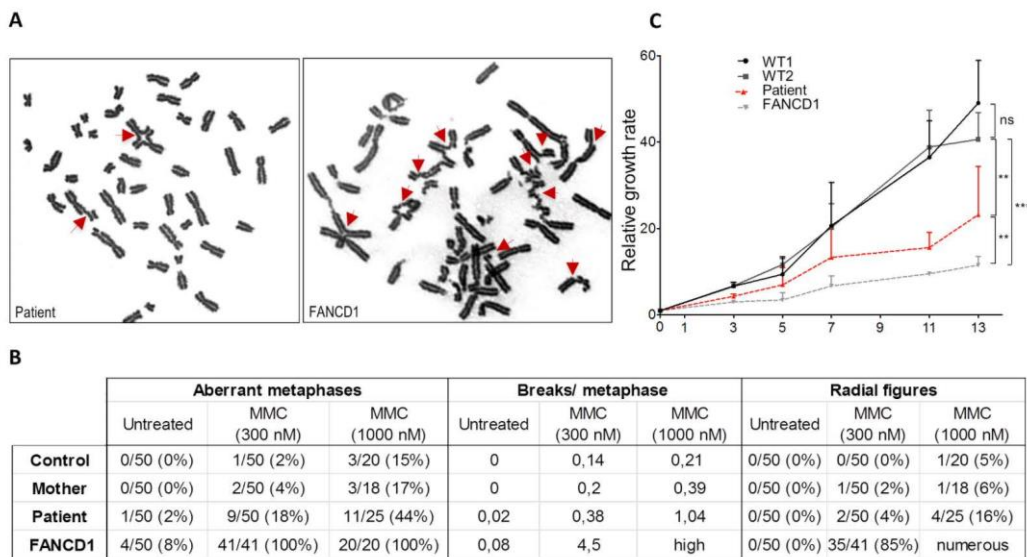 A
C
Patient
FANCD1
60
40
20
0
Relative growth rate
WT1
WT2
Patient
FANCD1
ns
**
**
0 1 3 5 7 9 11 13
B
Aberrant metaphases Breaks/ metaphase Radial figures
Untreated MMC (300 nM) MMC (1000 nM) Untreated MMC (300 nM) MMC (1000 nM) Untreated MMC (300 nM) MMC (1000 nM)
Control 0/50 (0%) 1/50 (2%) 3/20 (15%) 0 0,14 0,21 0/50 (0%) 0/50 (0%) 1/20 (5%)
Mother 0/50 (0%) 2/50 (4%) 3/18 (17%) 0 0,2 0,39 0/50 (0%) 1/50 (2%) 1/18 (6%)
Patient 1/50 (2%) 9/50 (18%) 11/25 (44%) 0,02 0,38 1,04 0/50 (0%) 2/50 (4%) 4/25 (16%)
FANCD1 4/50 (8%) 41/41 (100%) 20/20 (100%) 0,08 4,5 high 0/50 (0%) 35/41 (85%) numerous